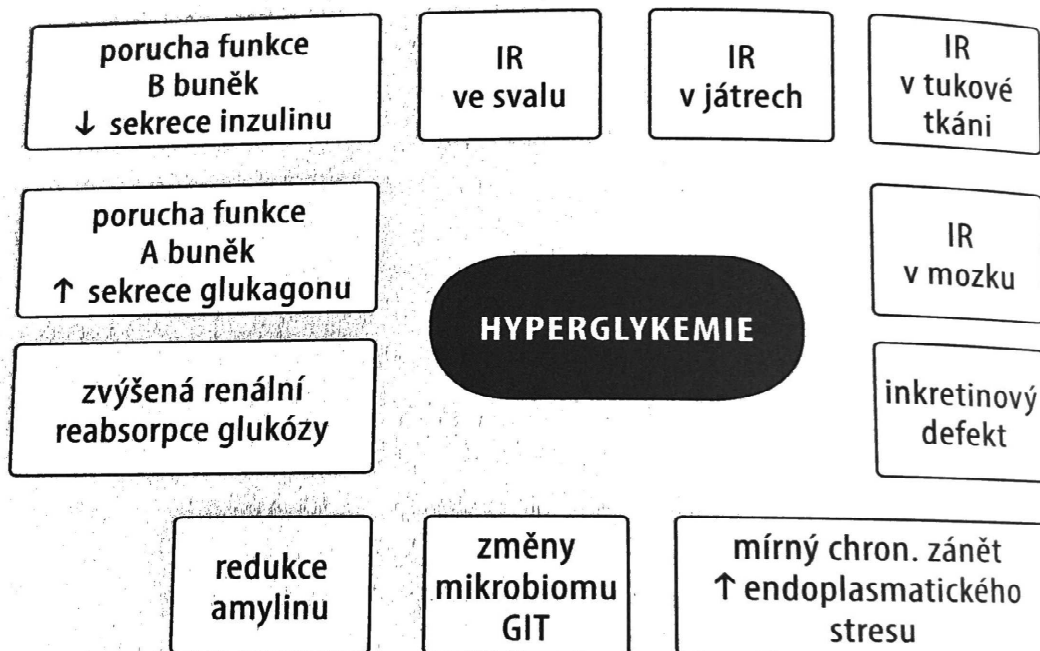 porucha funkce
B buněk
↓ sekrece inzulinu
IR
ve svalu
IR
v játrech
IR
v tukové
tkáni
porucha funkce
A buněk
↑ sekrece glukagonu
IR
v mozku
HYPERGLYKEMIE
zvýšená renální
reabsorpce glukózy
inkretinový
defekt
redukce
amylinu
změny
mikrobiomu
GIT
mírný chron. zánět
↑ endoplasmatického
stresu